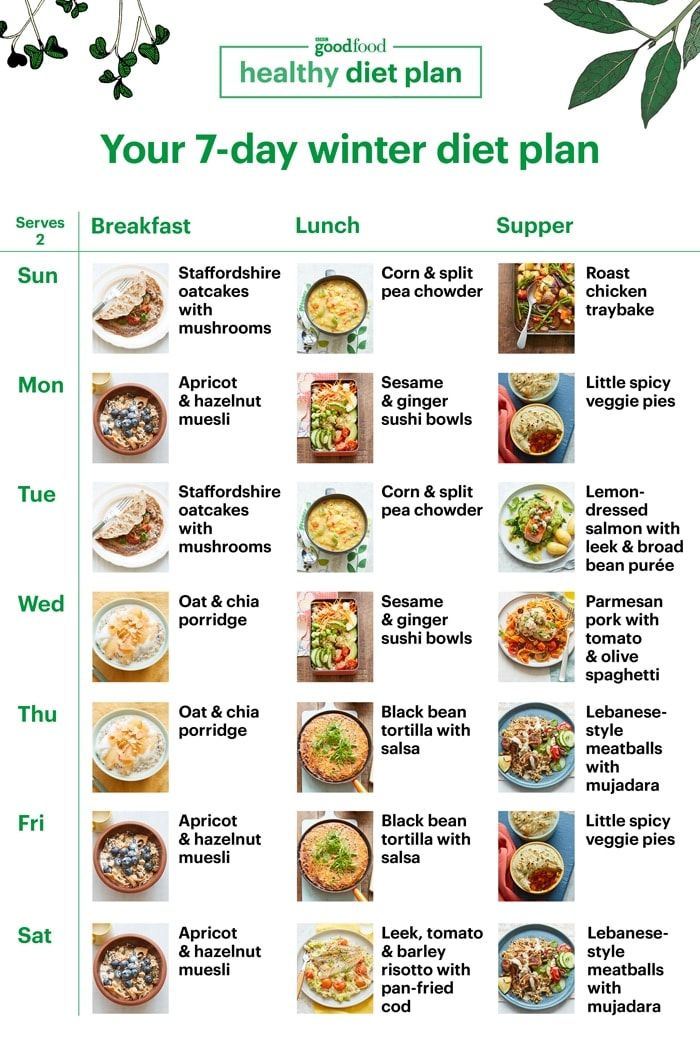 BBC
goodfood
healthy diet plan
Your 7-day winter diet plan
Serves
2
Breakfast
Lunch
Supper
Sun
Staffordshire
oatcakes
with
mushrooms
Corn & split
pea chowder
Roast
chicken
traybake
Mon
Apricot
& hazelnut
muesli
Sesame
& ginger
sushi bowls
Little spicy
veggie pies
Tue
Staffordshire
oatcakes
with
mushrooms
Corn & split
pea chowder
Lemon-
dressed
salmon with
leek & broad
bean purée
Wed
Oat & chia
porridge
Sesame
& ginger
sushi bowls
Parmesan
pork with
tomato
& olive
spaghetti
Thu
Oat & chia
porridge
Black bean
tortilla with
salsa
Lebanese-
style
meatballs
with
mujadara
Fri
Apricot
& hazelnut
muesli
Black bean
tortilla with
salsa
Little spicy
veggie pies
Sat
Apricot
& hazelnut
muesli
Leek, tomato
& barley
risotto with
pan-fried
cod
Lebanese-
style
meatballs
with
mujadara